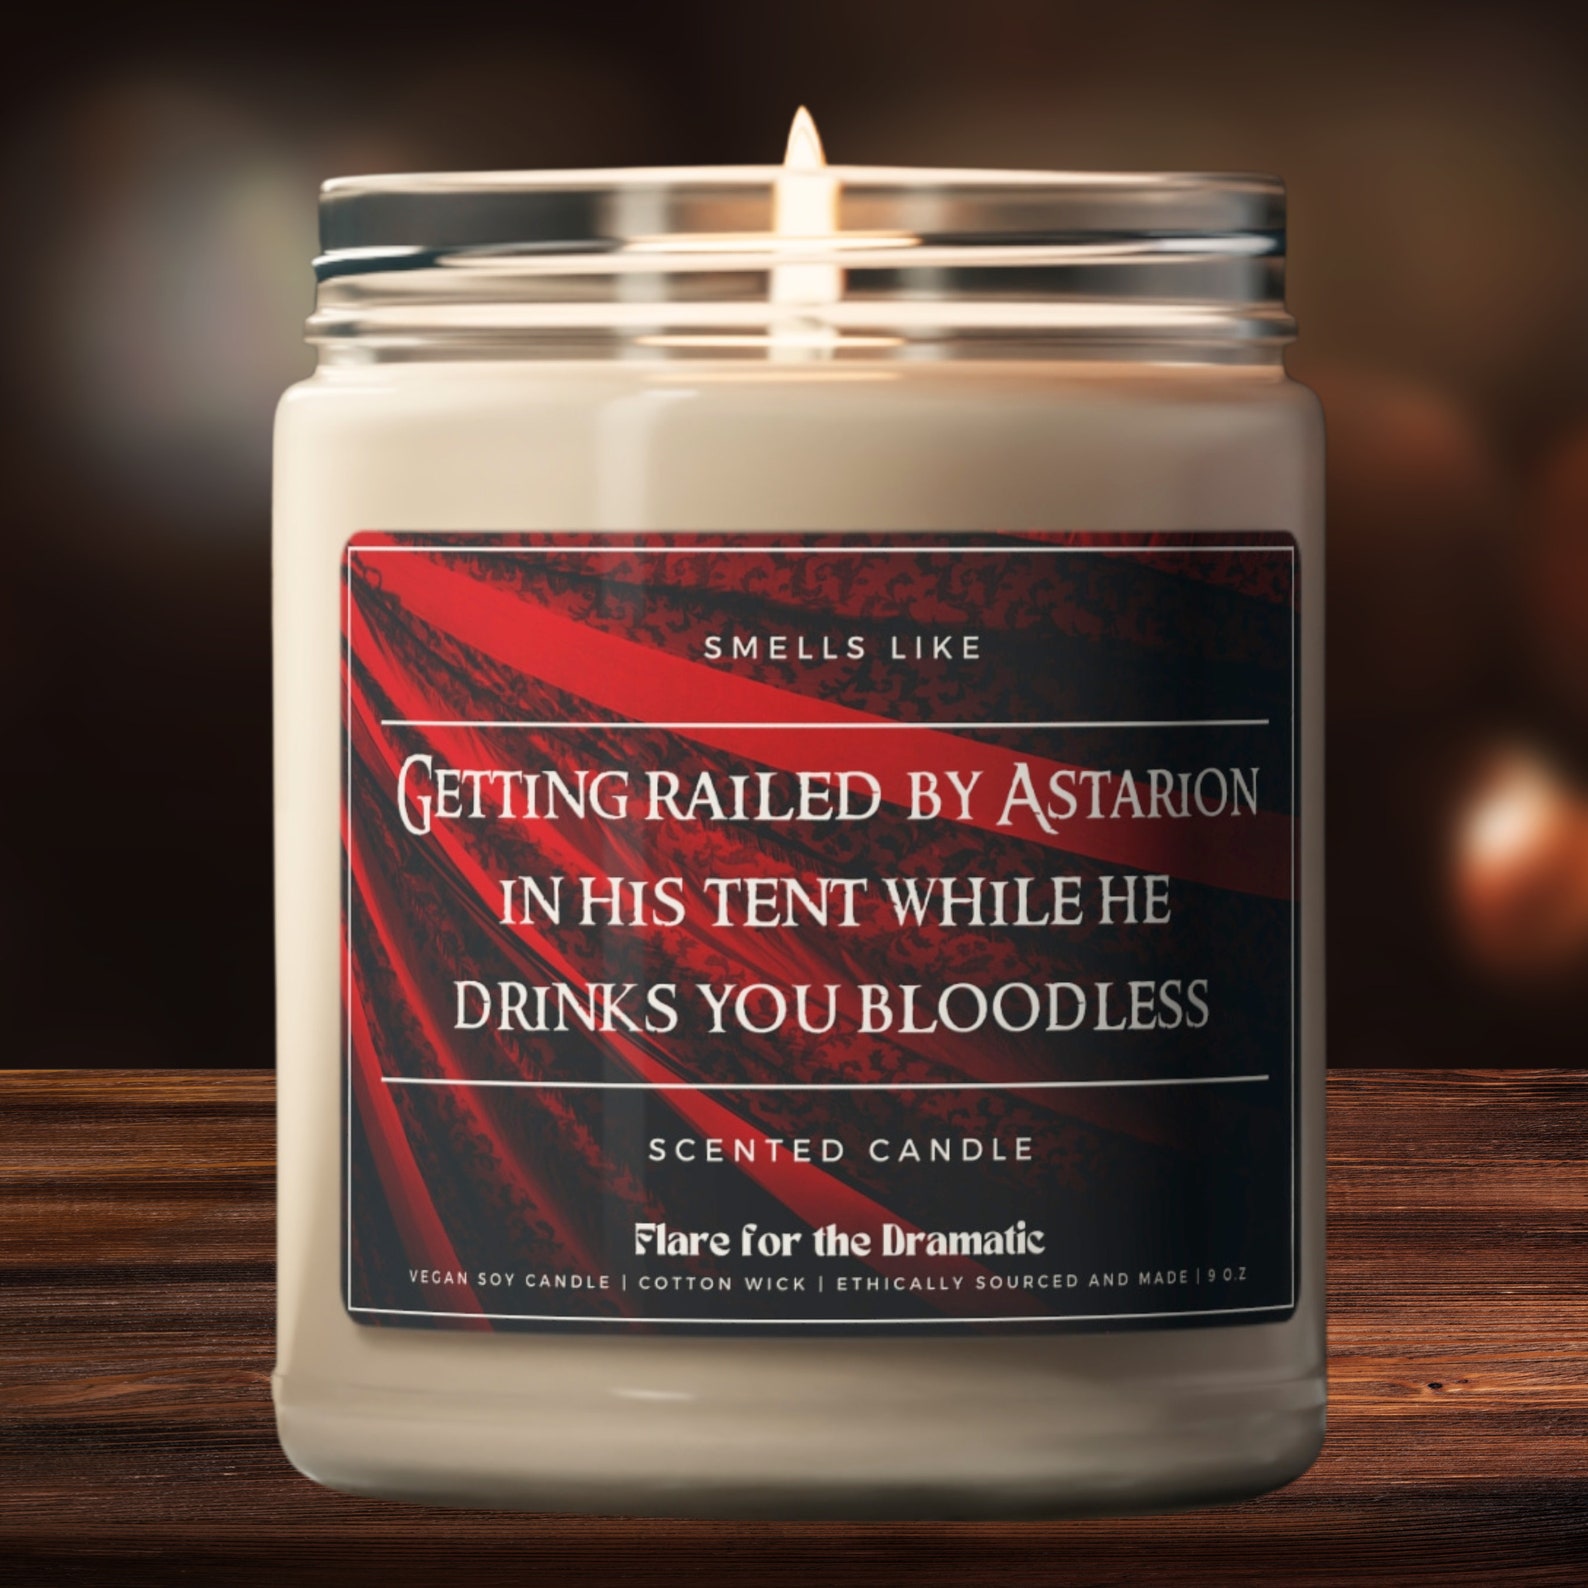 SMELLS LIKE
GETTING RAILED BY ASTARION
IN HIS TENT WHILE HE
DRINKS YOU BLOODLESS
SCENTED CANDLE
Flare for the Dramatic
VEGAN SOY CANDLE | COTTON WICK | ETHICALLY SOURCED AND MADE | 9 O.Z